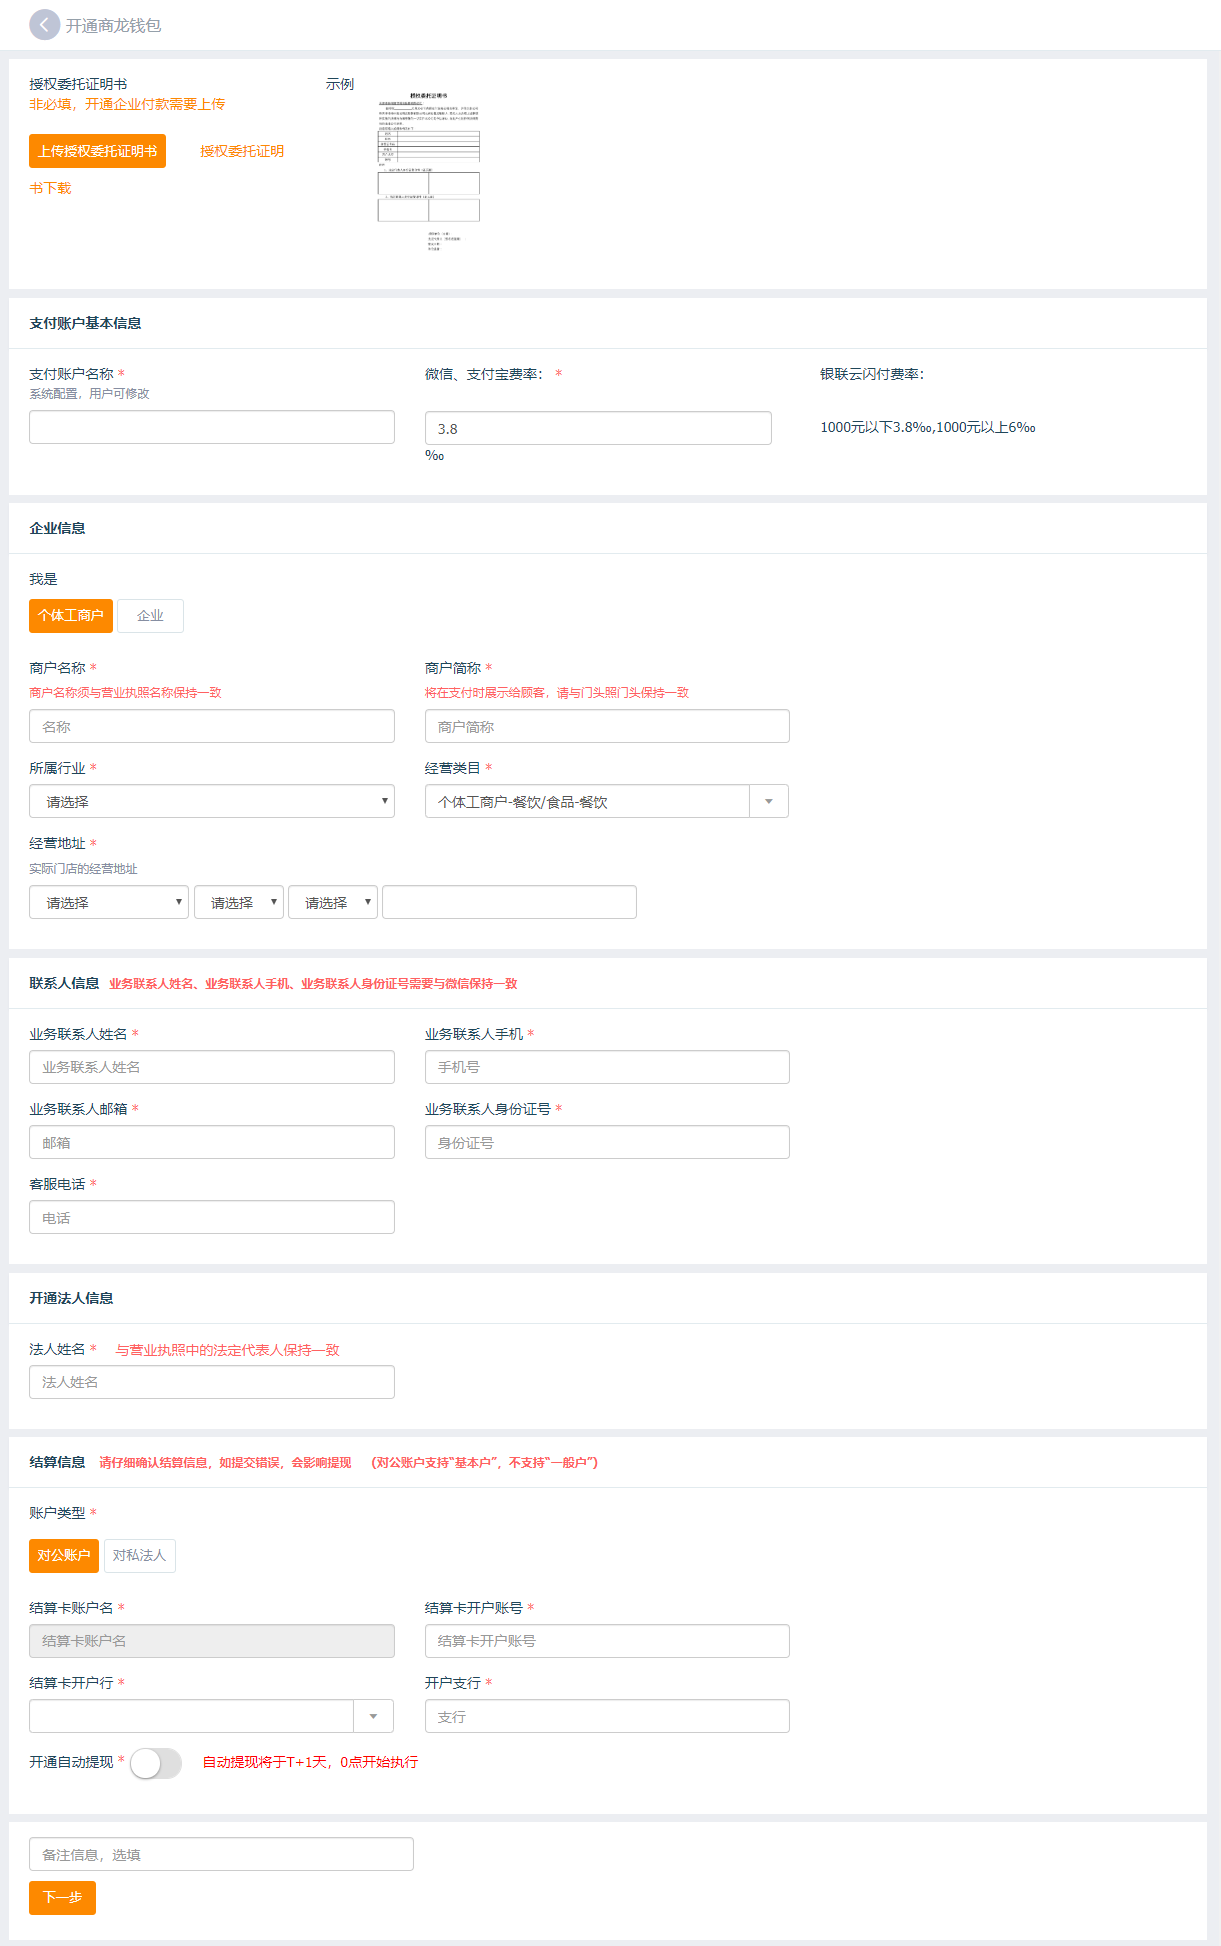 开通商龙钱包
授权委托证明书
非必填，开通企业付款需要上传
上传授权委托证明书
授权委托证明
书下载
示例
授权委托证明书
支付账户基本信息
支付账户名称 *
系统配置，用户可修改
微信、支付宝费率： *
3.8
‰
银联云闪付费率：
1000元以下3.8‰,1000元以上6‰
企业信息
我是
个体工商户 企业
商户名称 *
商户名称须与营业执照名称保持一致
名称
商户简称 *
将在支付时展示给顾客，请与门头照门头保持一致
商户简称
所属行业 *
请选择
经营类目 *
个体工商户-餐饮/食品-餐饮
经营地址 *
实际门店的经营地址
请选择 请选择 请选择
联系人信息 业务联系人姓名、业务联系人手机、业务联系人身份证号需要与微信保持一致
业务联系人姓名 *
业务联系人姓名
业务联系人手机 *
手机号
业务联系人邮箱 *
邮箱
业务联系人身份证号 *
身份证号
客服电话 *
电话
开通法人信息
法人姓名 * 与营业执照中的法定代表人保持一致
法人姓名
结算信息 请仔细确认结算信息，如提交错误，会影响提现 （对公账户支持“基本户”，不支持“一般户”）
账户类型 *
对公账户 对私法人
结算卡账户名 *
结算卡账户名
结算卡开户账号 *
结算卡开户账号
结算卡开户行 *
开户支行 *
支行
开通自动提现 * 自动提现将于T+1天，0点开始执行
备注信息，选填
下一步